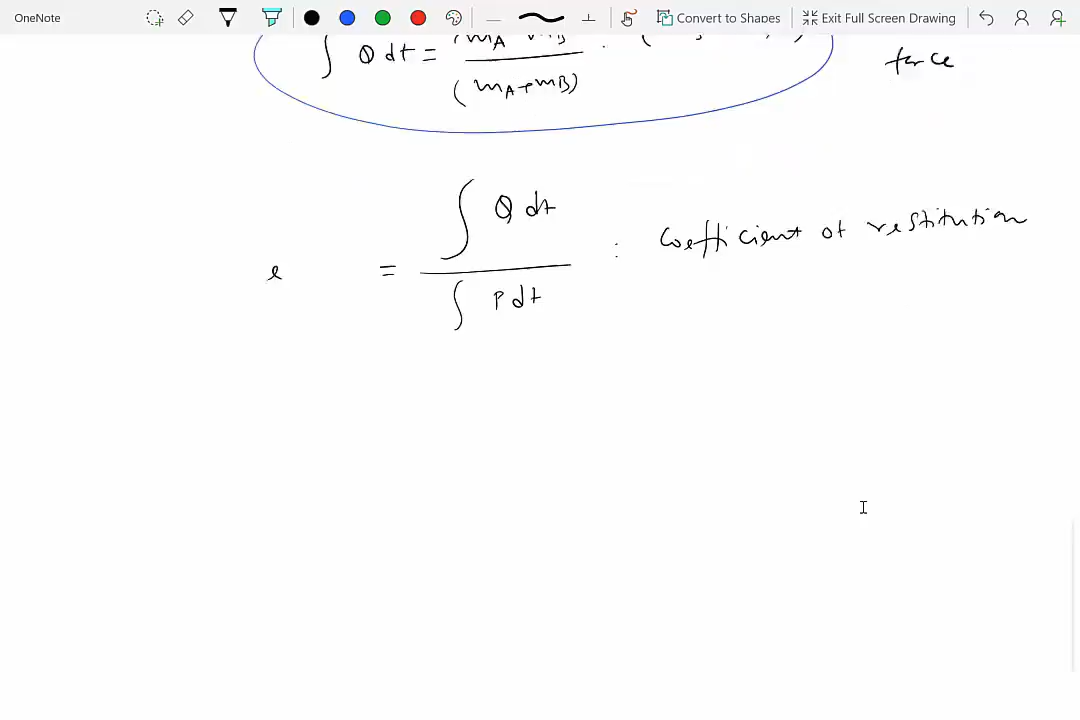 OneNote
Convert to Shapes
Exit Full Screen Drawing
∫ Q dt =
(mA + mB)
force
e = ∫ Q dt / ∫ P dt : Coefficient of restitution